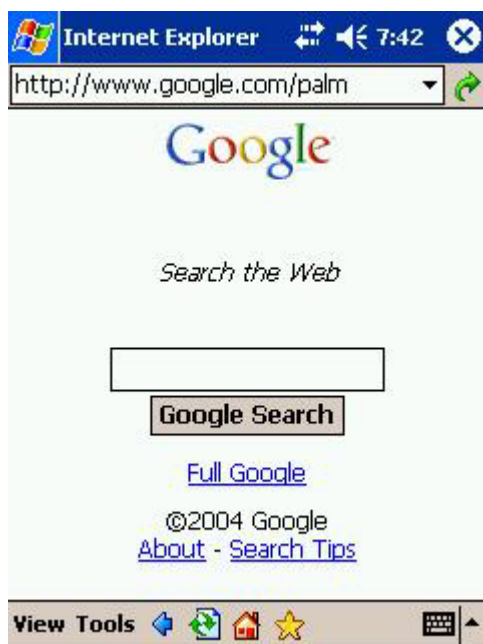 Internet Explorer 7:42
http://www.google.com/palm
Google
Search the Web
Google Search
Full Google
©2004 Google
About - Search Tips
View Tools